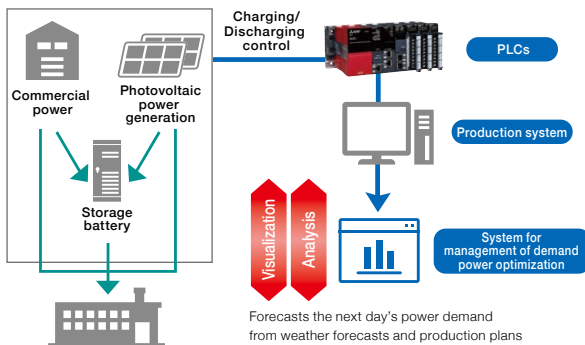 Charging/
Discharging
control
PLCs
Commercial
power
Photovoltaic
power
generation
Production system
Storage
battery
Visualization
Analysis
System for
management of demand
power optimization
Forecasts the next day's power demand
from weather forecasts and production plans